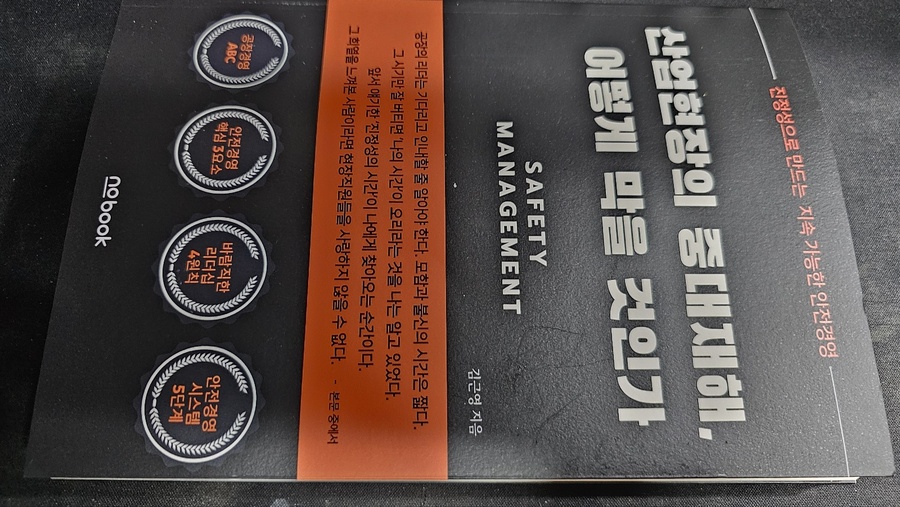 진정성으로 만드는 지속 가능한 안전경영
산업현장의 중대재해,
어떻게 막을 것인가
SAFETY
MANAGEMENT
김근영 지음
공장의 리더는 기다리고 인내할 줄 알아야 한다. 모함과 불신의 시간은 짧다.
그 시기만 잘 버티면 '나의 시간'이 오리라는 것을 나는 알고 있었다.
앞서 얘기한 '진정성의 시간'이 나에게 찾아오는 순간이다.
그 희열을 느껴본 사람이라면 현장직원들을 사랑하지 않을 수 없다. - 본문 중에서
공장경영
ABC
안전경영
핵심 3요소
바람직한
리더십
4원칙
안전경영
시스템
5단계
nobook